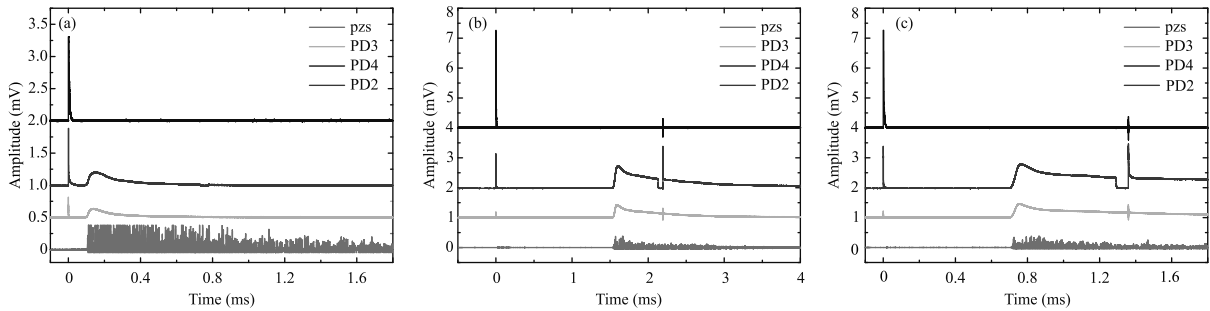 (a)
pzs
PD3
PD4
PD2
Amplitude (mV)
3.5
3.0
2.5
2.0
1.5
1.0
0.5
0
0 0.4 0.8 1.2 1.6
Time (ms)
(b)
pzs
PD3
PD4
PD2
Amplitude (mV)
8
7
6
5
4
3
2
1
0
0 1 2 3 4
Time (ms)
(c)
pzs
PD3
PD4
PD2
Amplitude (mV)
8
7
6
5
4
3
2
1
0
0 0.4 0.8 1.2 1.6
Time (ms)